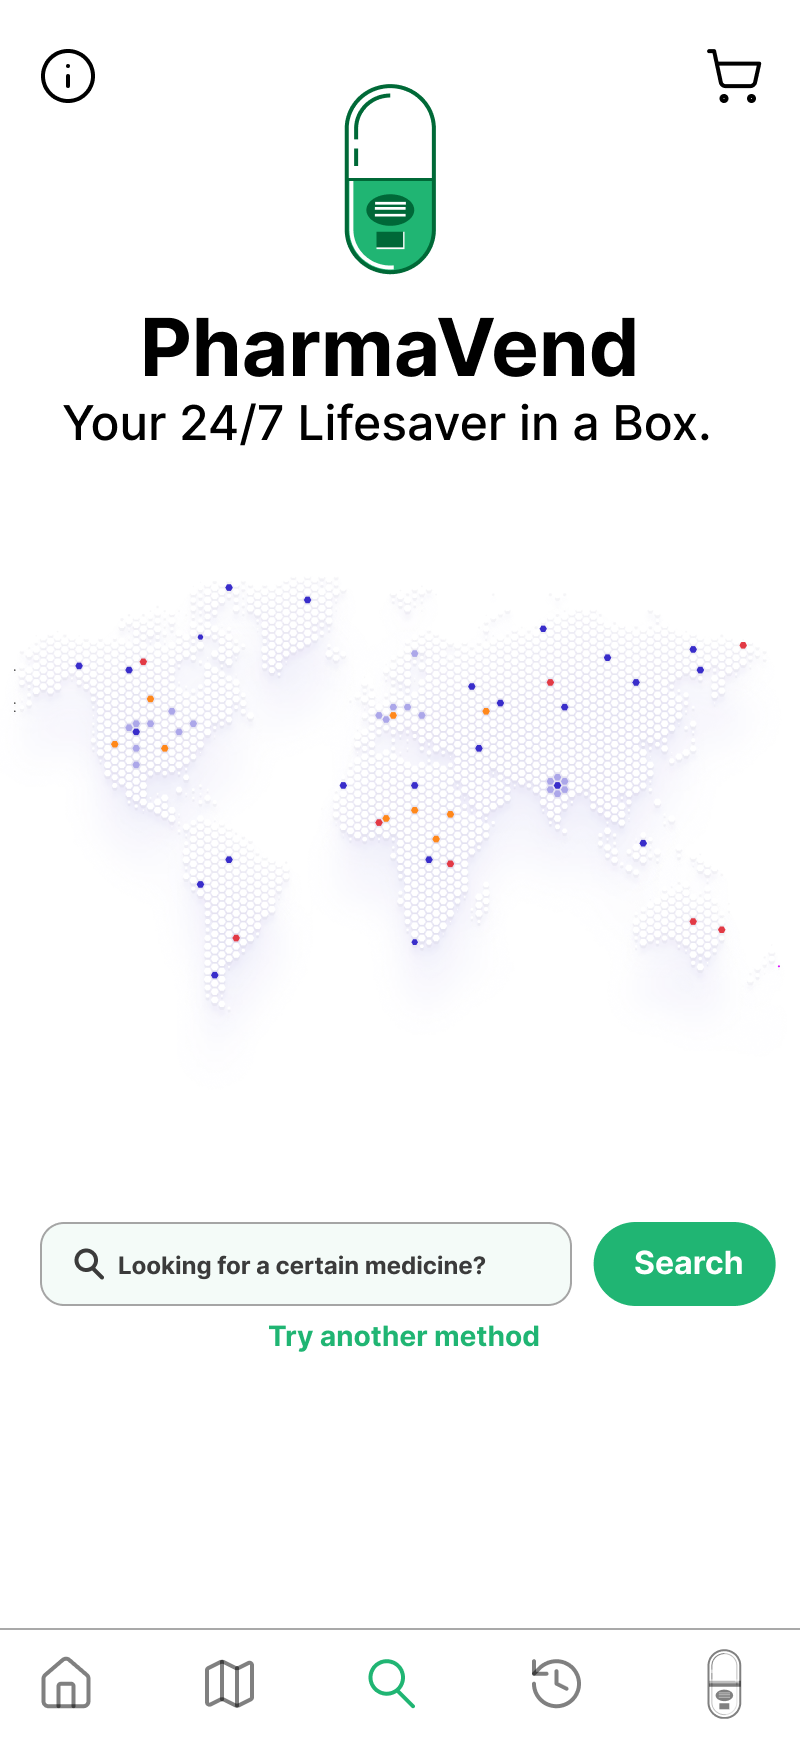 PharmaVend
Your 24/7 Lifesaver in a Box.
Looking for a certain medicine?
Search
Try another method